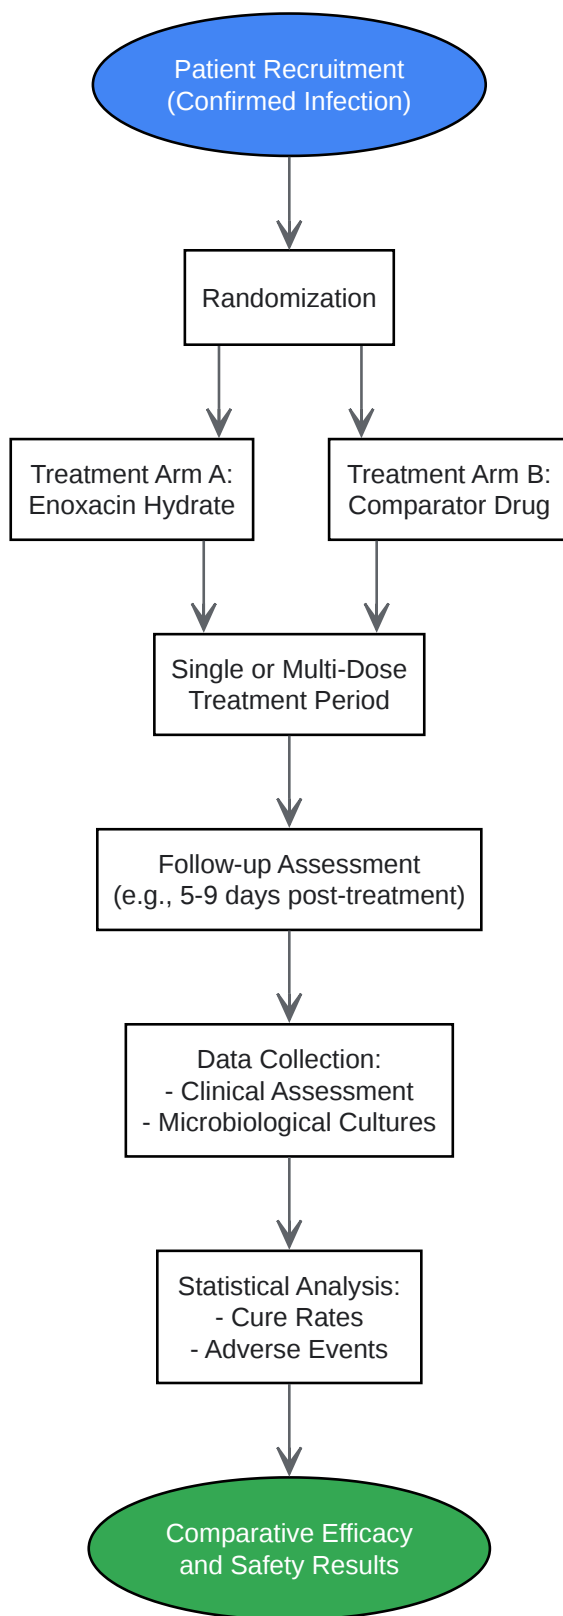 Patient Recruitment
(Confirmed Infection)
Randomization
Treatment Arm A:
Enoxacin Hydrate
Treatment Arm B:
Comparator Drug
Single or Multi-Dose
Treatment Period
Follow-up Assessment
(e.g., 5-9 days post-treatment)
Data Collection:
- Clinical Assessment
- Microbiological Cultures
Statistical Analysis:
- Cure Rates
- Adverse Events
Comparative Efficacy
and Safety Results